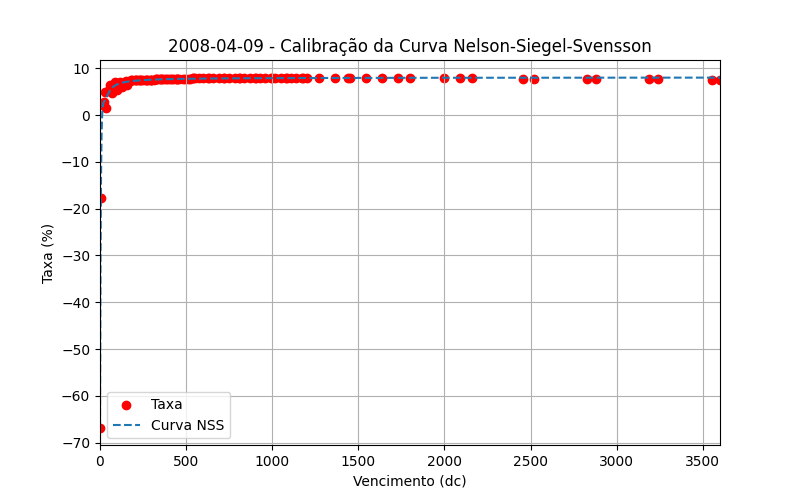 2008-04-09 - Calibração da Curva Nelson-Siegel-Svensson
10
0
−10
−20
−30
−40
−50
−60
−70
Taxa (%)
Taxa
Curva NSS
0 500 1000 1500 2000 2500 3000 3500
Vencimento (dc)